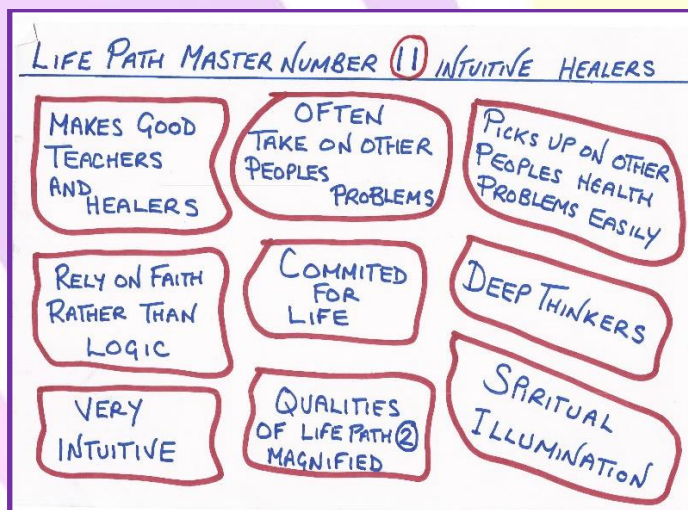 LIFE PATH MASTER NUMBER 11 INTUITIVE HEALERS
MAKES GOOD
TEACHERS
AND
HEALERS
OFTEN
TAKE ON OTHER
PEOPLES
PROBLEMS
PICKS UP ON OTHER
PEOPLES HEALTH
PROBLEMS EASILY
RELY ON FAITH
RATHER THAN
LOGIC
COMMITED
FOR
LIFE
DEEP THINKERS
VERY
INTUITIVE
QUALITIES
OF LIFE PATH 2
MAGNIFIED
SPIRITUAL
ILLUMINATION